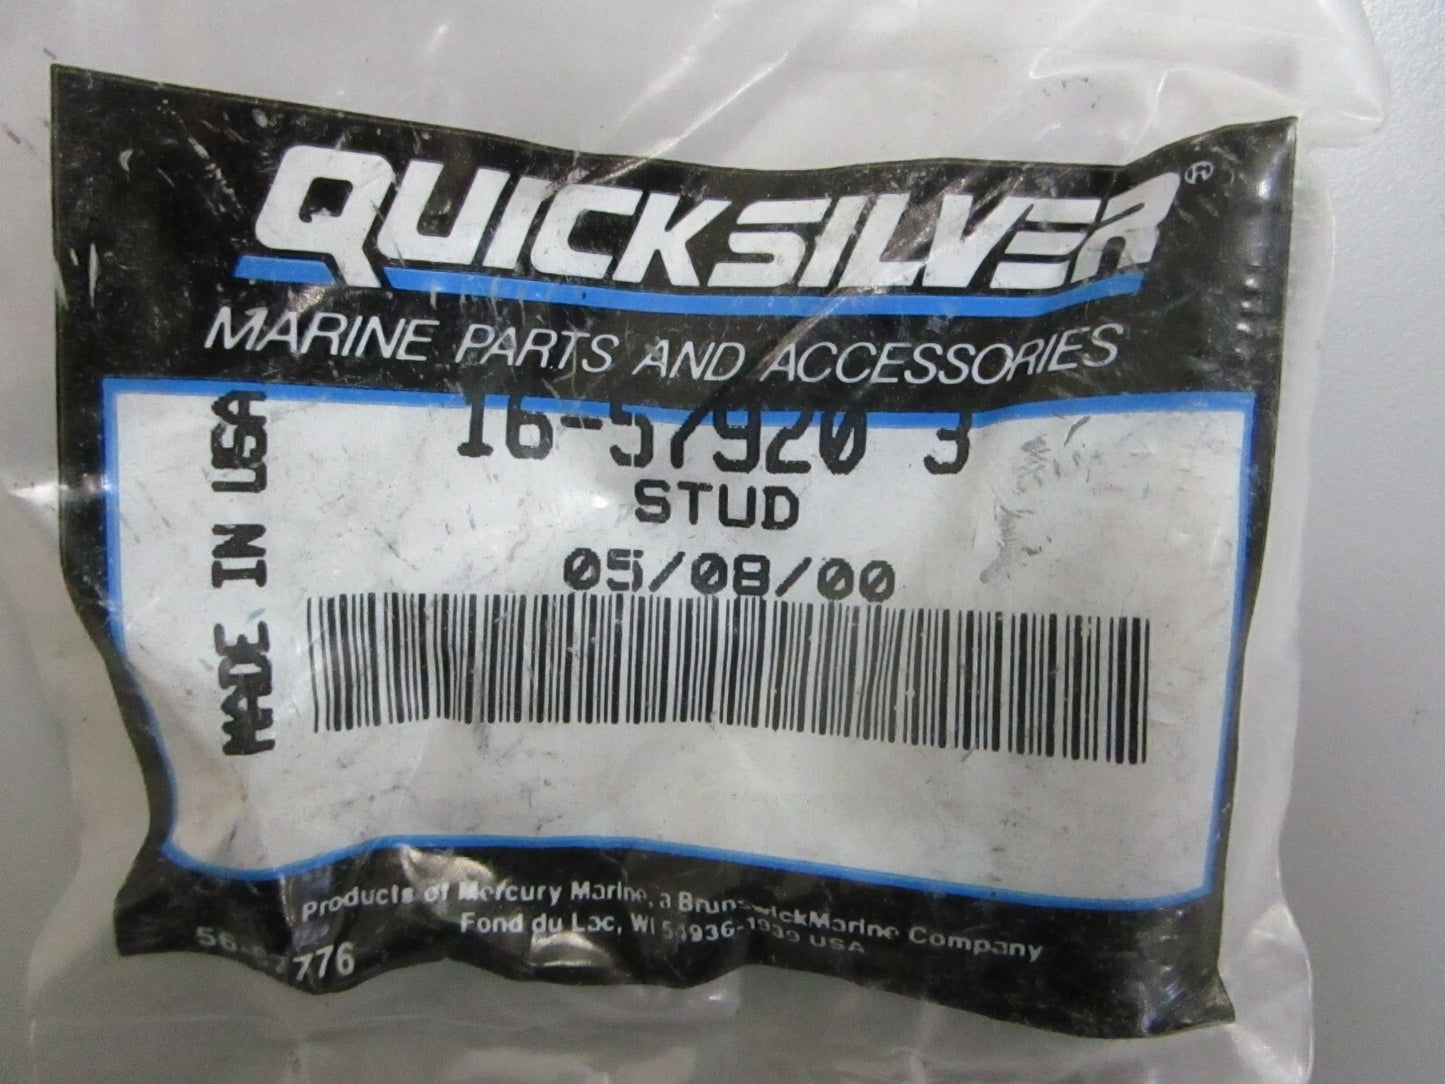 QUICKSILVER®
MARINE PARTS AND ACCESSORIES
16-57920 3
STUD
05/08/00
MADE IN USA
Products of Mercury Marine, a Brunswick Marine Company
Fond du Lac, WI 54936-1939 USA